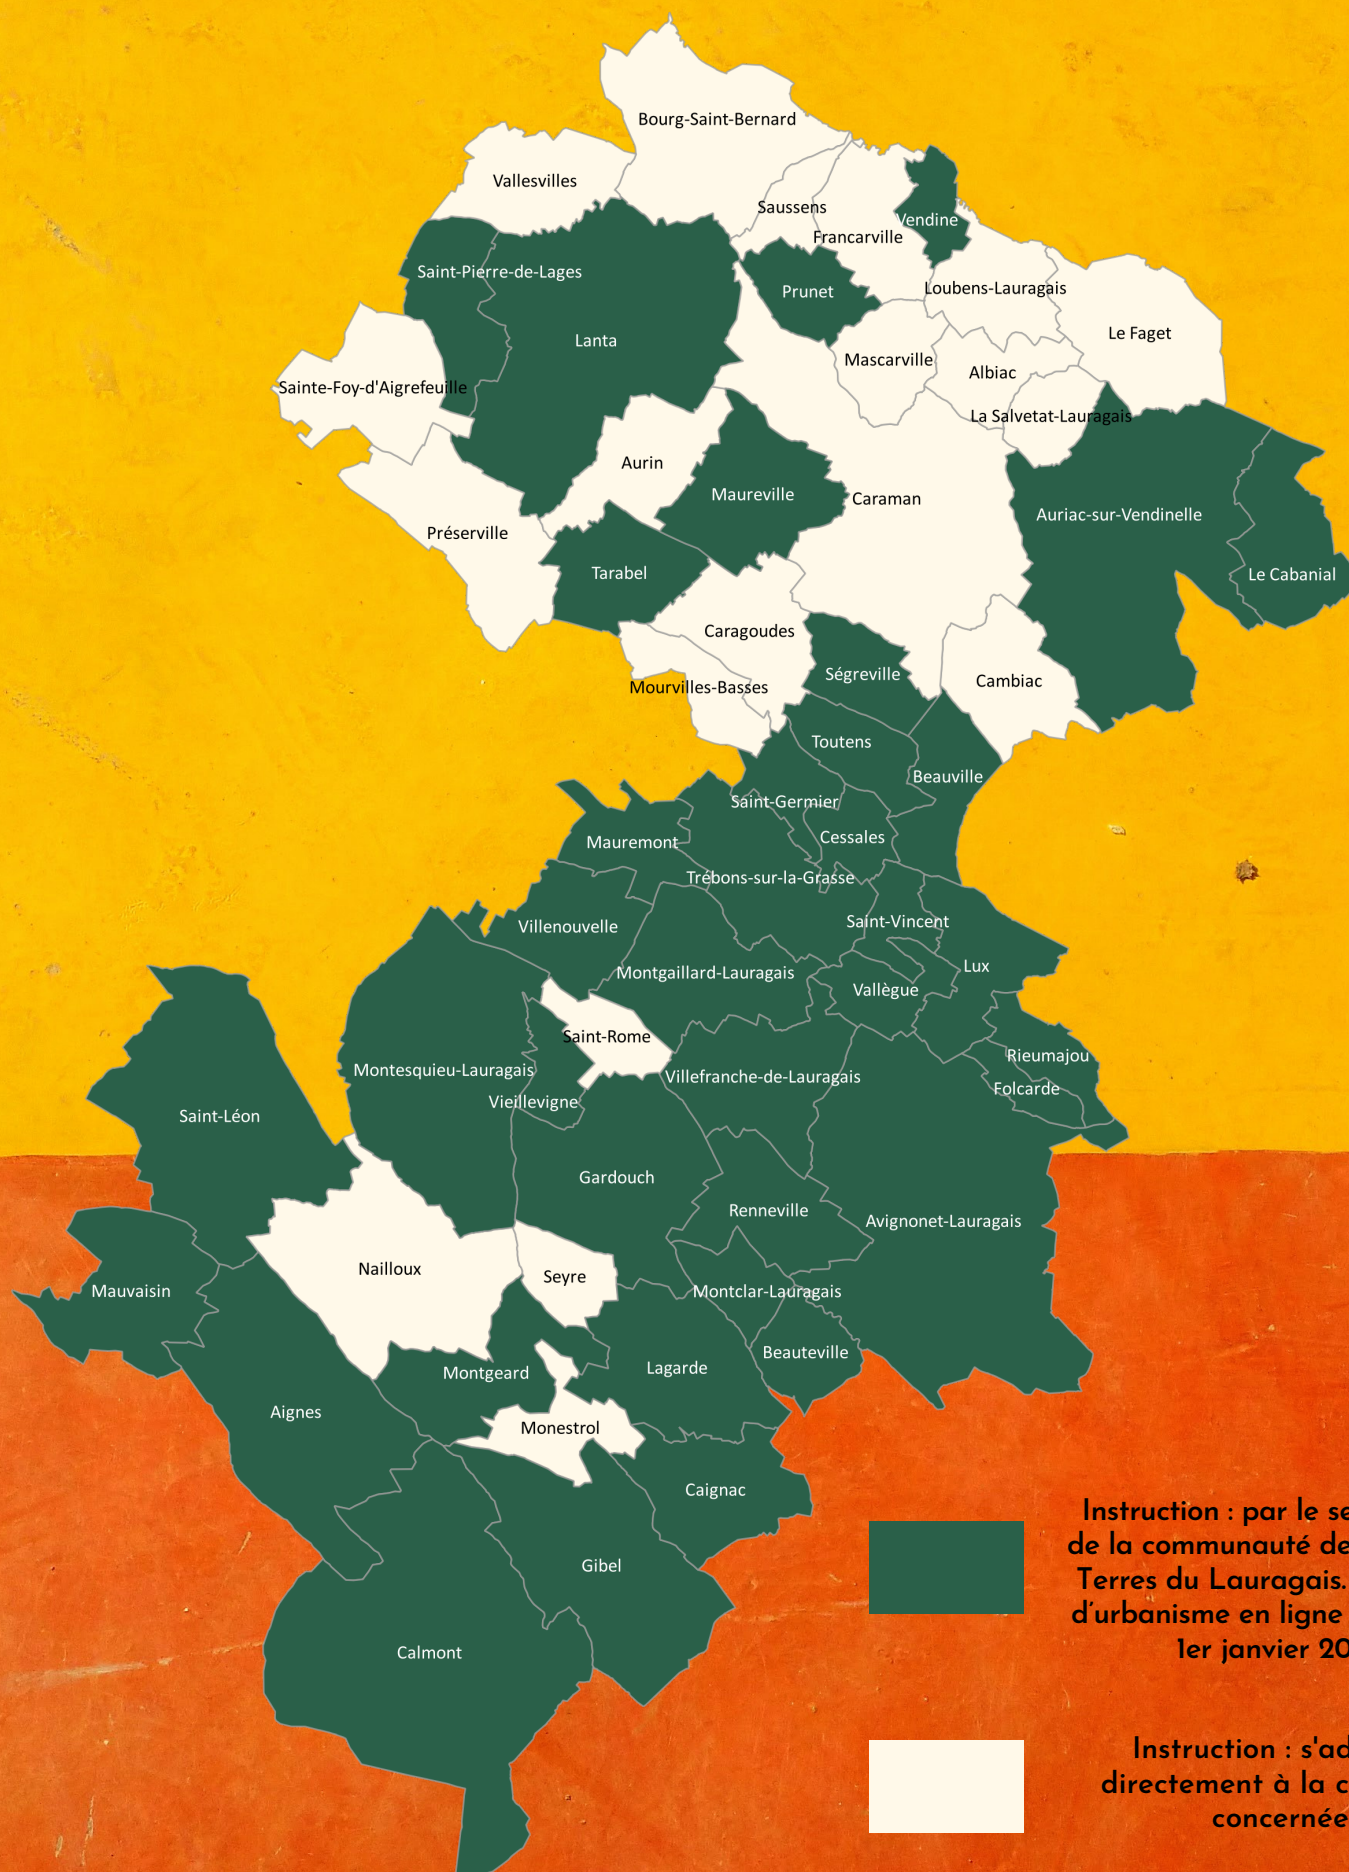 Bourg-Saint-Bernard
Vallesvilles
Saussens
Vendine
Francarville
Saint-Pierre-de-Lages
Prunet
Loubens-Lauragais
Lanta
Le Faget
Mascarville
Albiac
Sainte-Foy-d'Aigrefeuille
La Salvetat-Lauragais
Aurin
Maureville
Caraman
Auriac-sur-Vendinelle
Préserville
Tarabel
Le Cabanial
Caragoudes
Ségreville
Cambiac
Mourvilles-Basses
Toutens
Beauville
Saint-Germier
Mauremont
Cessales
Trébons-sur-la-Grasse
Saint-Vincent
Villenouvelle
Montgaillard-Lauragais
Lux
Vallègue
Saint-Rome
Rieumajou
Montesquieu-Lauragais
Villefranche-de-Lauragais
Folcarde
Vieillevigne
Saint-Léon
Gardouch
Renneville
Avignonet-Lauragais
Nailloux
Seyre
Mauvaisin
Montclar-Lauragais
Beauteville
Lagarde
Montgeard
Aignes
Monestrol
Caignac
Gibel
Calmont
Instruction : par le
de la communauté
Terres du Lauragais.
d'urbanisme en ligne
1er janvier
Instruction :
directement à la
concernée